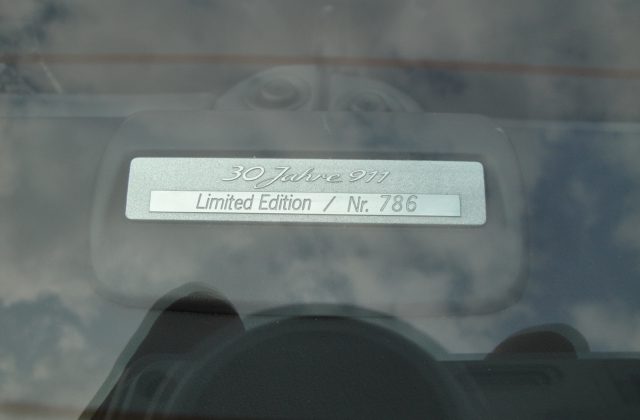 30 Jahre 911
Limited Edition / Nr. 786